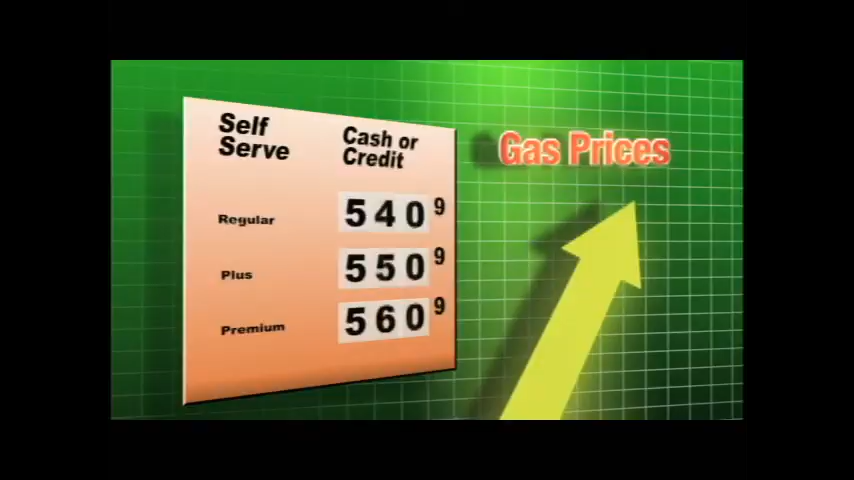 Self
Serve
Cash or
Credit
Regular
540 9
Plus
550 9
Premium
560 9
Gas Prices